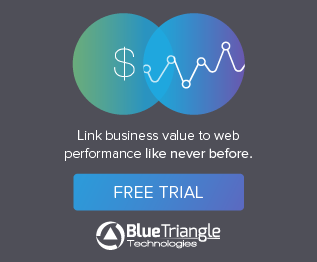 $
Link business value to web
performance like never before.
FREE TRIAL
BlueTriangle
Technologies